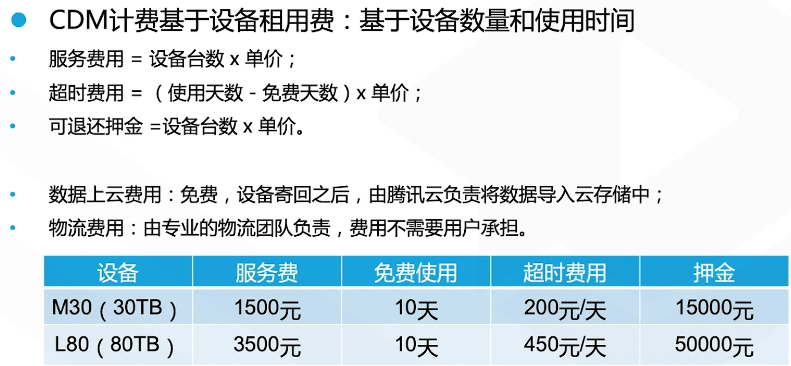 CDM计费基于设备租用费：基于设备数量和使用时间
服务费用 = 设备台数 x 单价；
超时费用 = （使用天数 - 免费天数）x 单价；
可退还押金 =设备台数 x 单价。
数据上云费用：免费，设备寄回之后，由腾讯云负责将数据导入云存储中；
物流费用：由专业的物流团队负责，费用不需要用户承担。
设备 服务费 免费使用 超时费用 押金
M30（30TB） 1500元 10天 200元/天 15000元
L80（80TB） 3500元 10天 450元/天 50000元